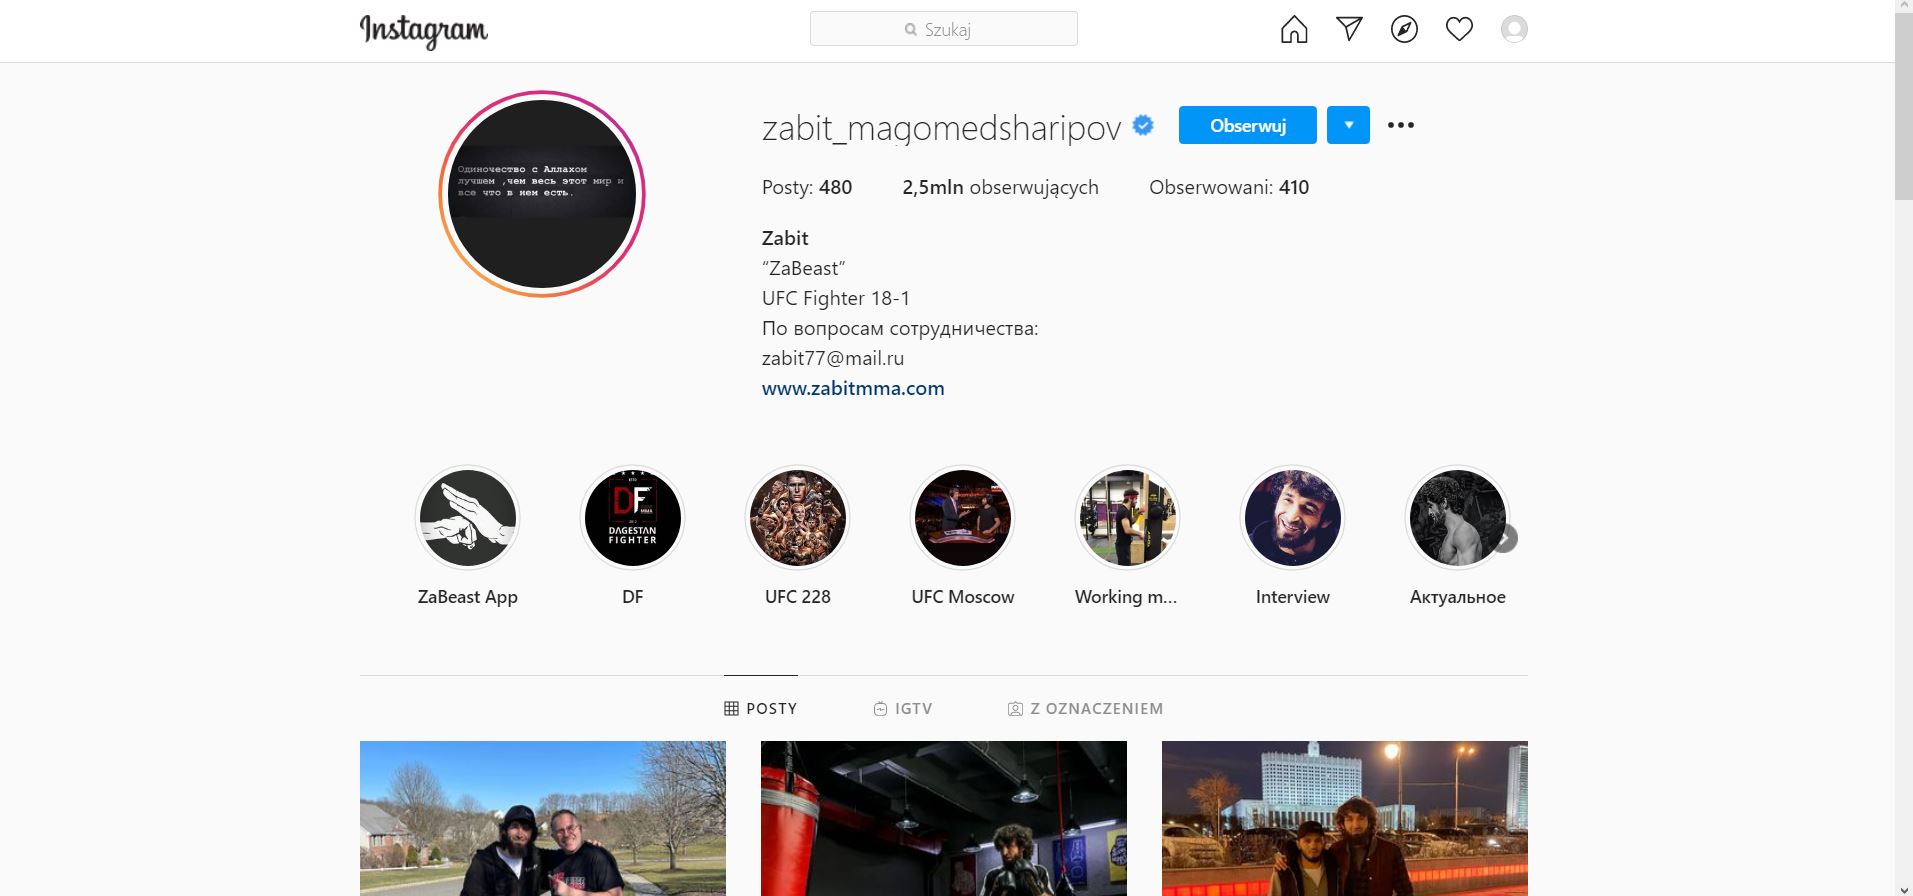 Instagram
Szukaj
zabit_magomedsharipov
Obserwuj
Posty: 480 2,5mln obserwujących Obserwowani: 410
Одиночество с Аллахом
лучшем ,чем весь этот мир и
все что в нем есть.
Zabit
“ZaBeast”
UFC Fighter 18-1
По вопросам сотрудничества:
zabit77@mail.ru
www.zabitmma.com
DF
MMA
DAGESTAN
FIGHTER
ZaBeast App DF UFC 228 UFC Moscow Working m... Interview Актуальное
POSTY IGTV Z OZNACZENIEM